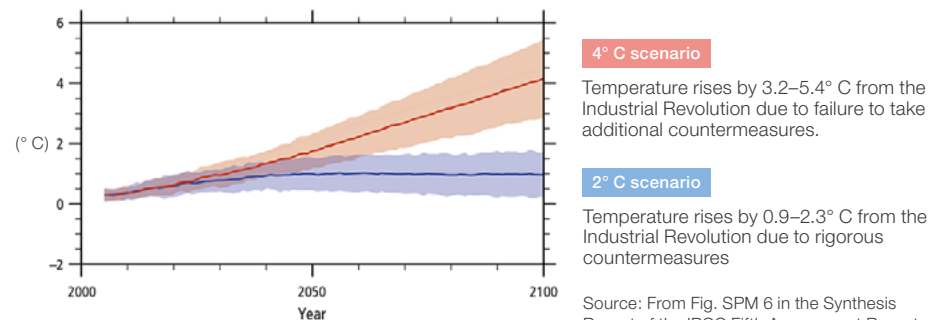 6
4
(° C) 2
0
−2
2000
2050
2100
Year
4° C scenario
Temperature rises by 3.2–5.4° C from the
Industrial Revolution due to failure to take
additional countermeasures.
2° C scenario
Temperature rises by 0.9–2.3° C from the
Industrial Revolution due to rigorous
countermeasures
Source: From Fig. SPM 6 in the Synthesis